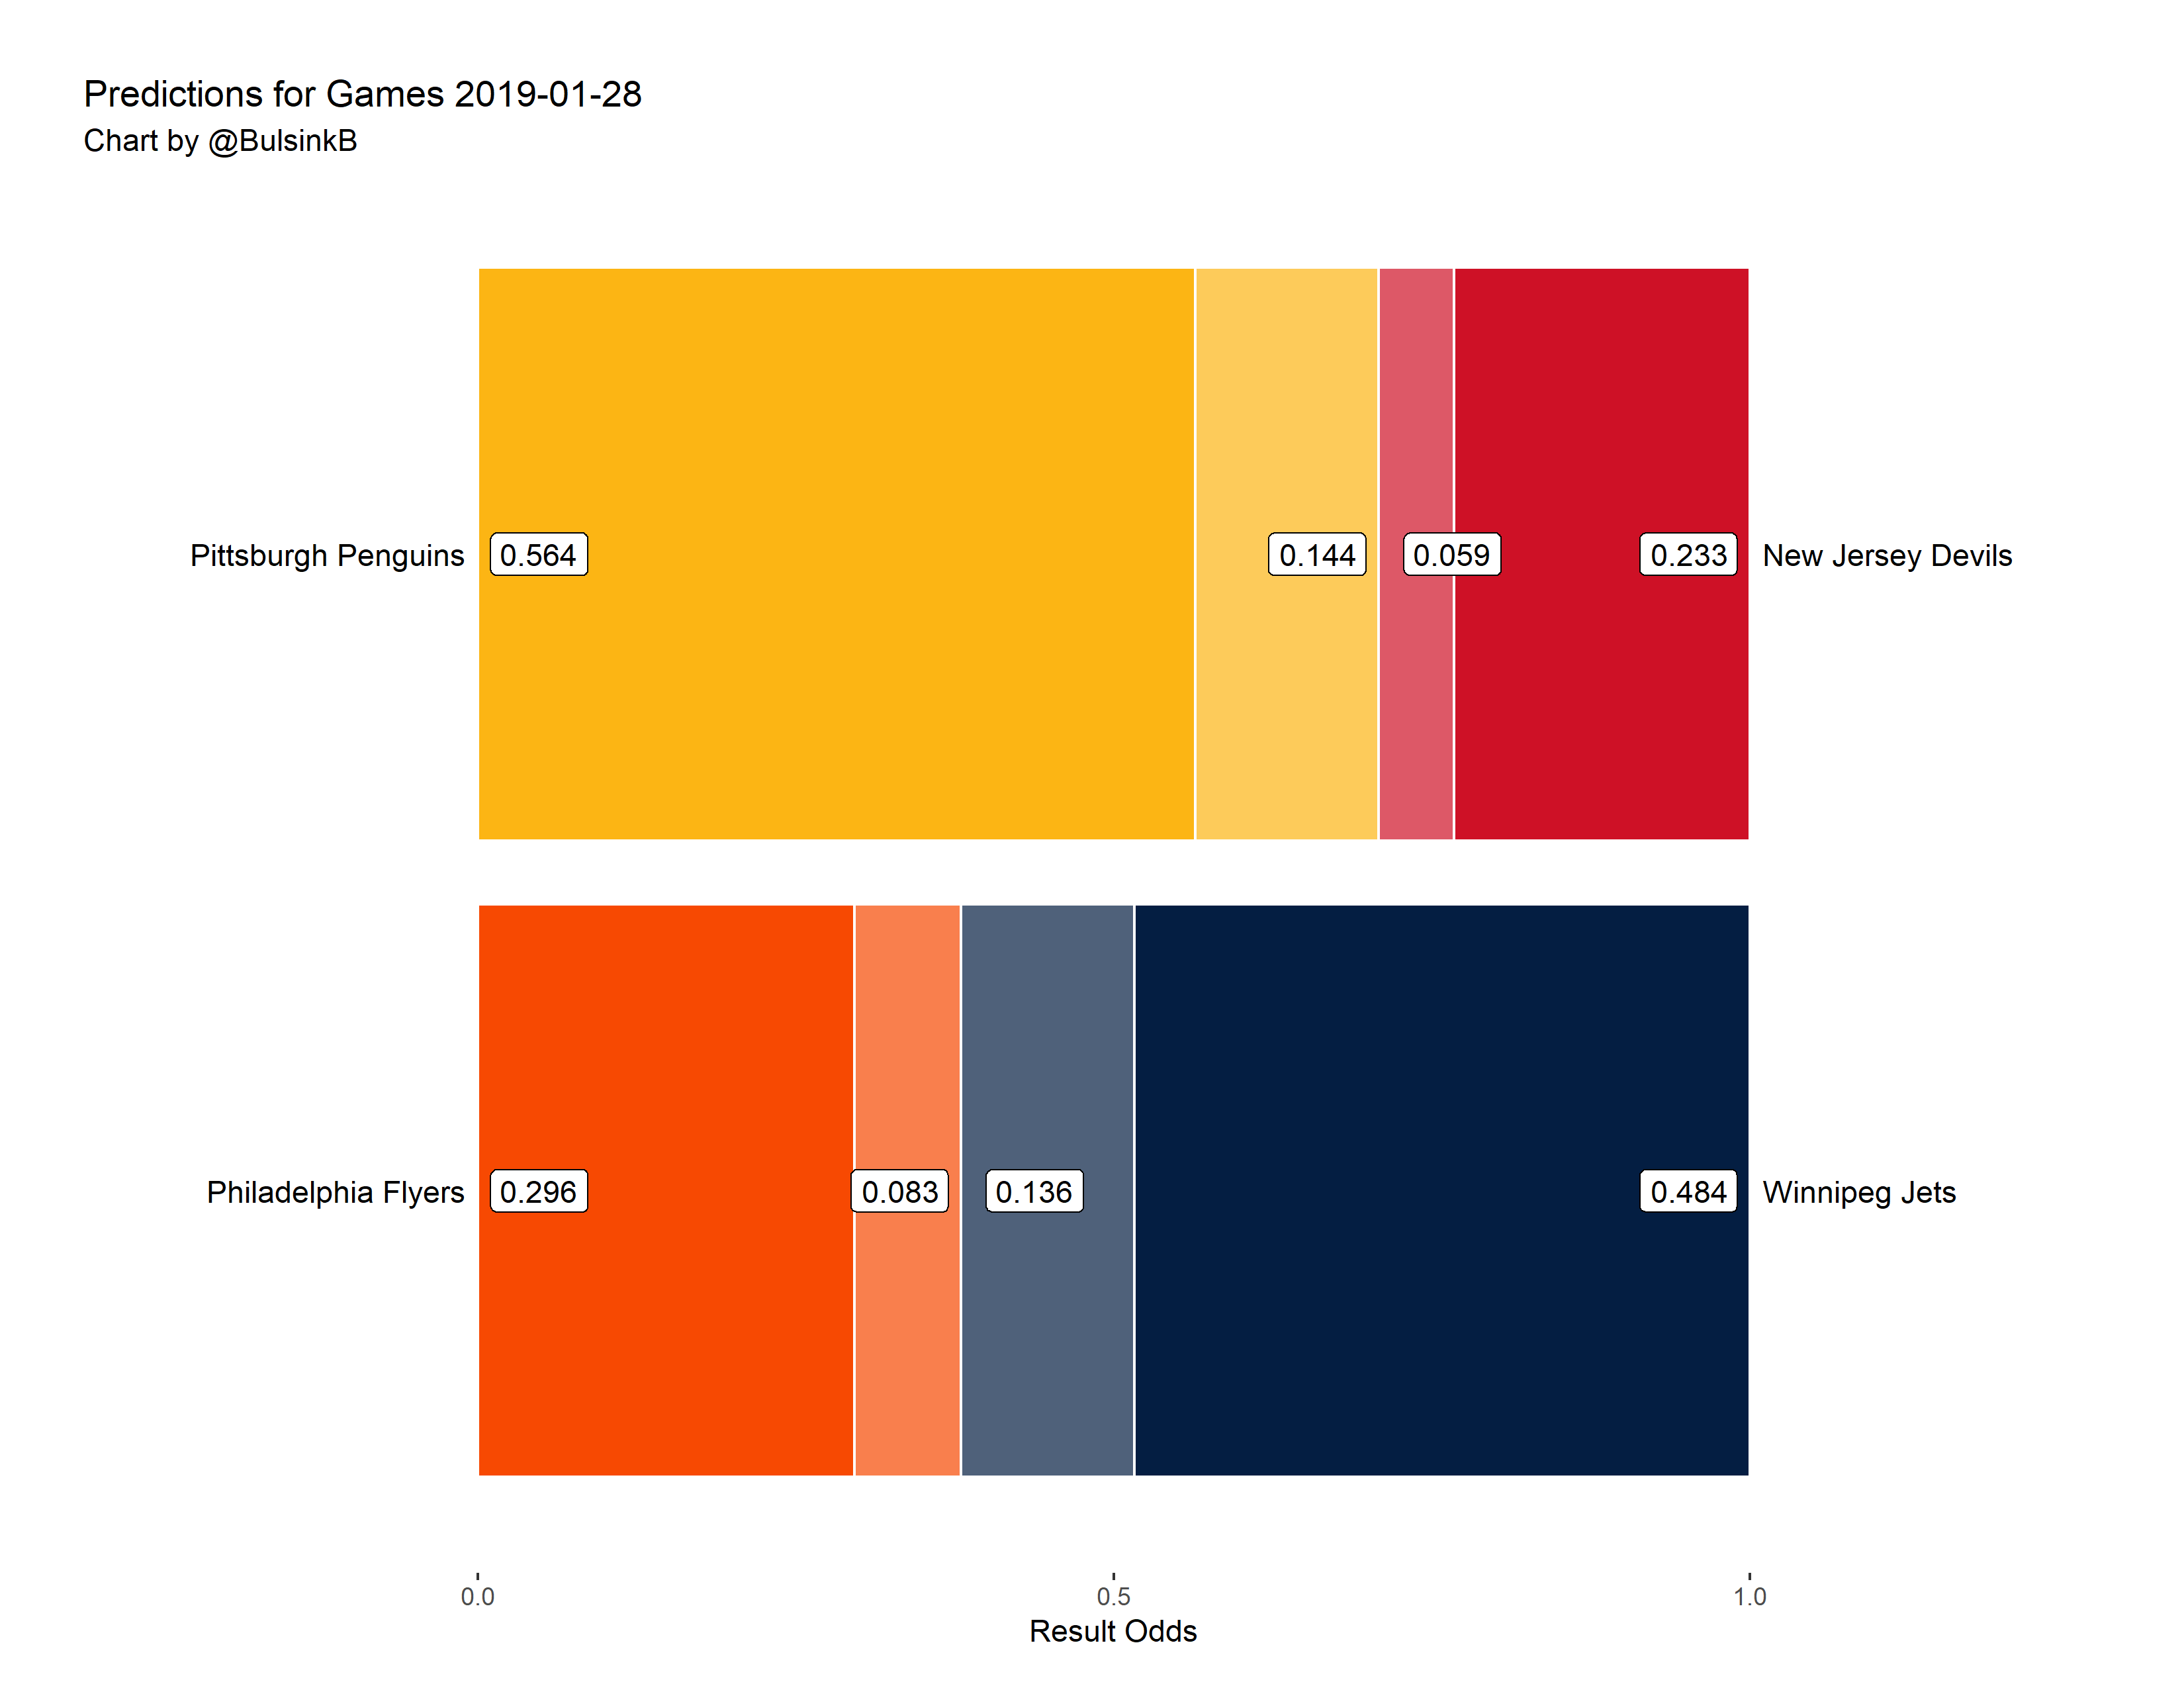 Predictions for Games 2019-01-28
Chart by @BulsinkB
Pittsburgh Penguins 0.564 0.144 0.059 0.233 New Jersey Devils
Philadelphia Flyers 0.296 0.083 0.136 0.484 Winnipeg Jets
0.0 0.5 1.0
Result Odds